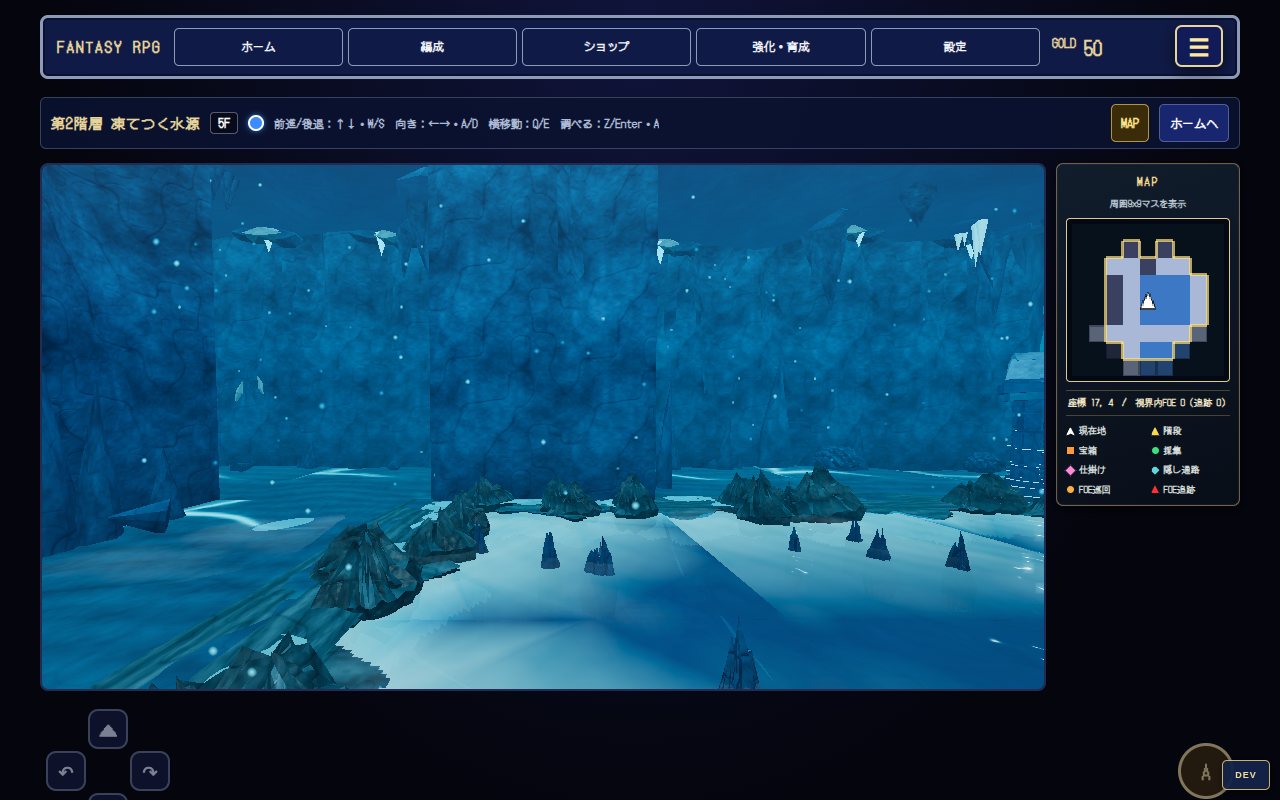 FANTASY RPG
ホーム
編成
ショップ
強化・育成
設定
GOLD 50
第2階層 凍てつく水源
5F
前進/後退：↑↓・W/S 向き：←→・A/D 横移動：Q/E 調べる：Z/Enter・A
MAP
ホームへ
MAP
周囲9x9マスを表示
座標 17, 4 / 視界内FOE 0（追跡 0）
現在地
階段
宝箱
採集
仕掛け
隠し通路
FOE巡回
FOE追跡
A
DEV